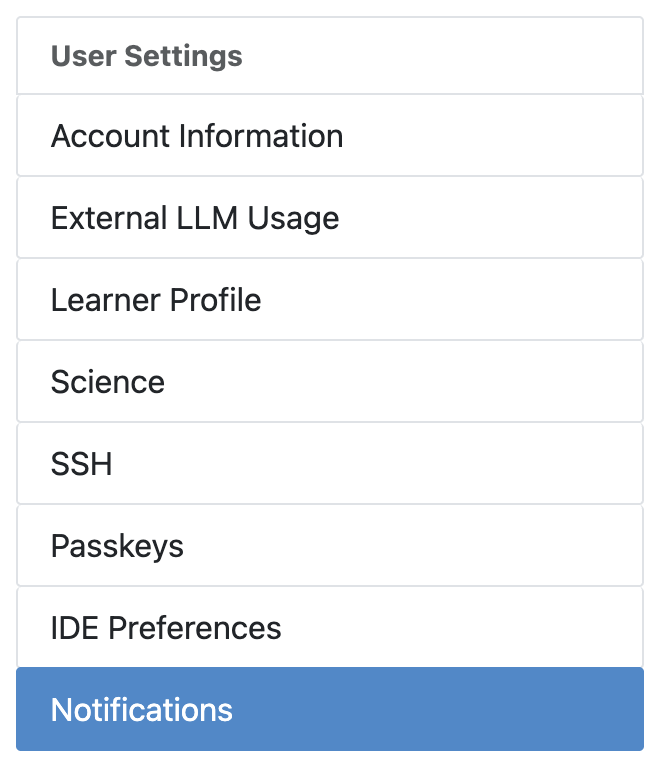 User Settings
Account Information
External LLM Usage
Learner Profile
Science
SSH
Passkeys
IDE Preferences
Notifications